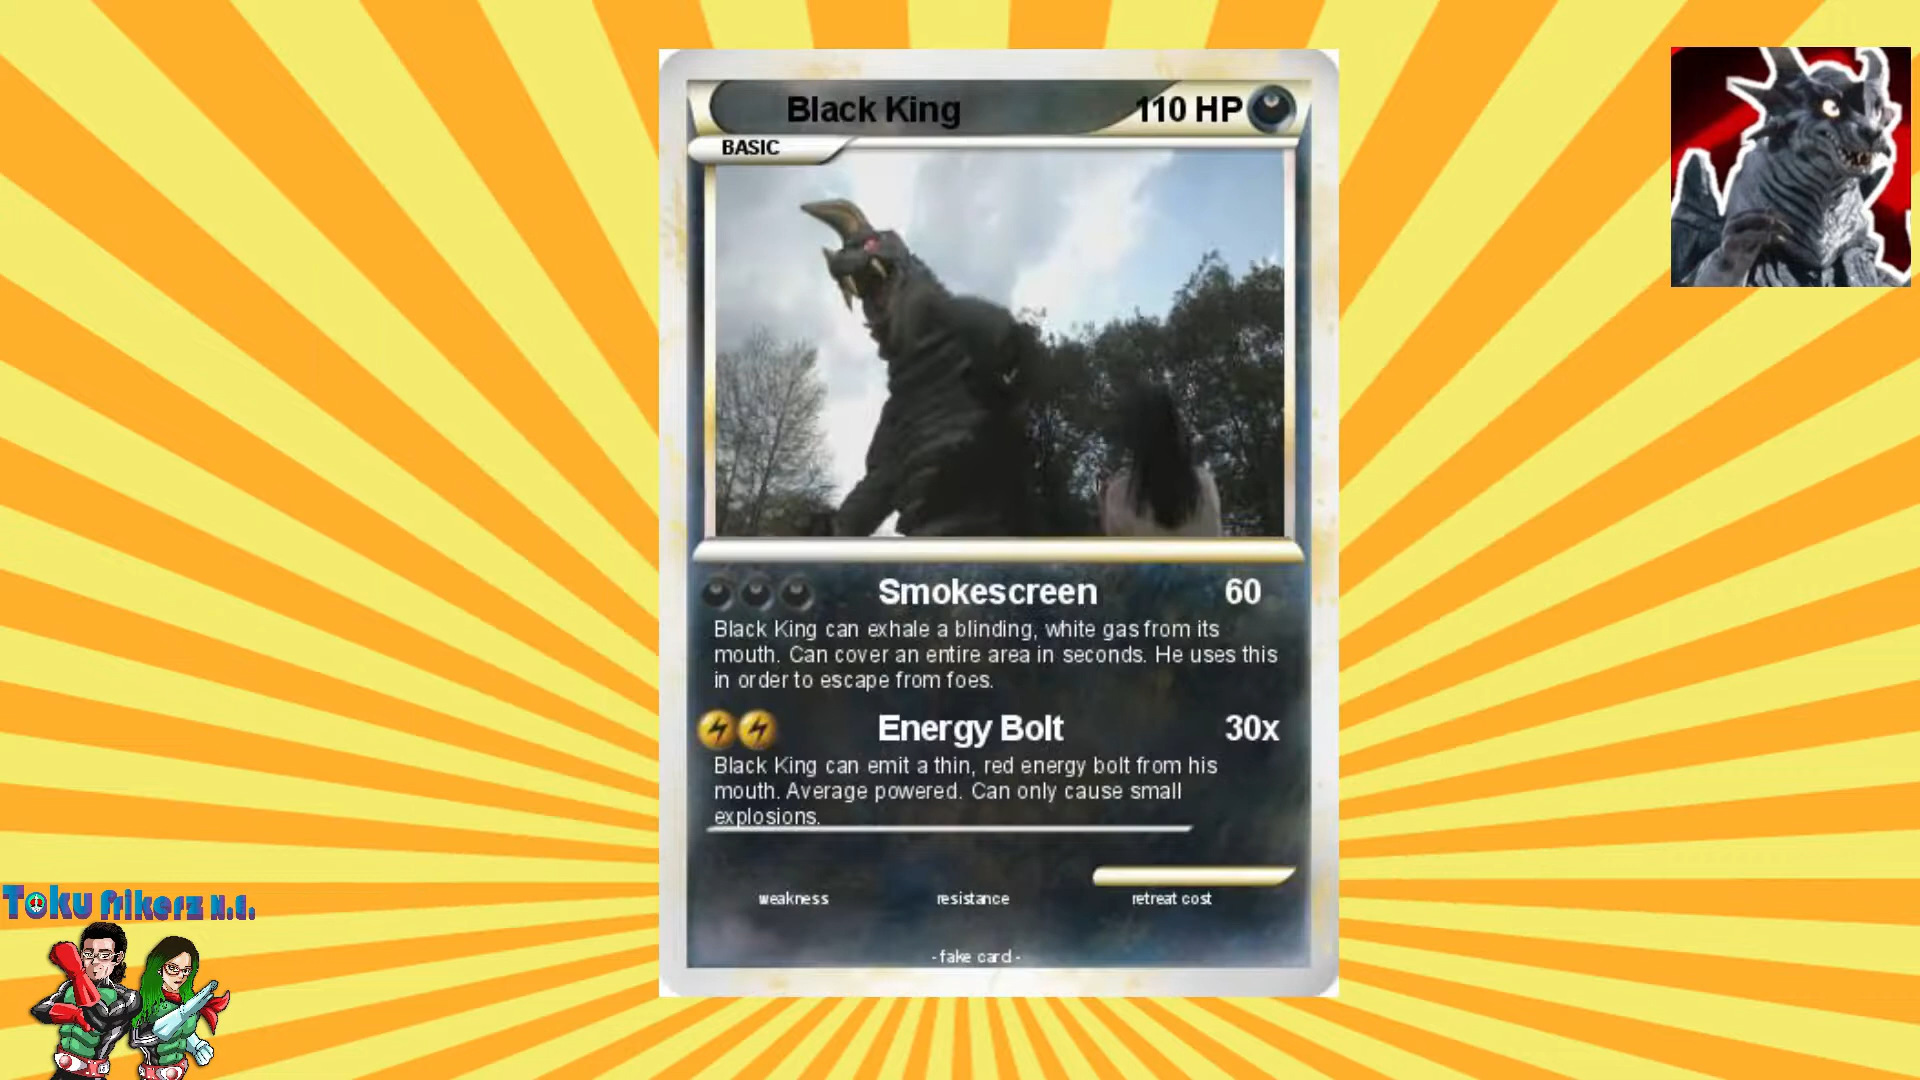 Black King 110 HP
BASIC
Smokescreen 60
Black King can exhale a blinding, white gas from its
mouth. Can cover an entire area in seconds. He uses this
in order to escape from foes.
Energy Bolt 30x
Black King can emit a thin, red energy bolt from his
mouth. Average powered. Can only cause small
explosions.
weakness resistance retreat cost
- fake card -
Toku Frikerz N.E.